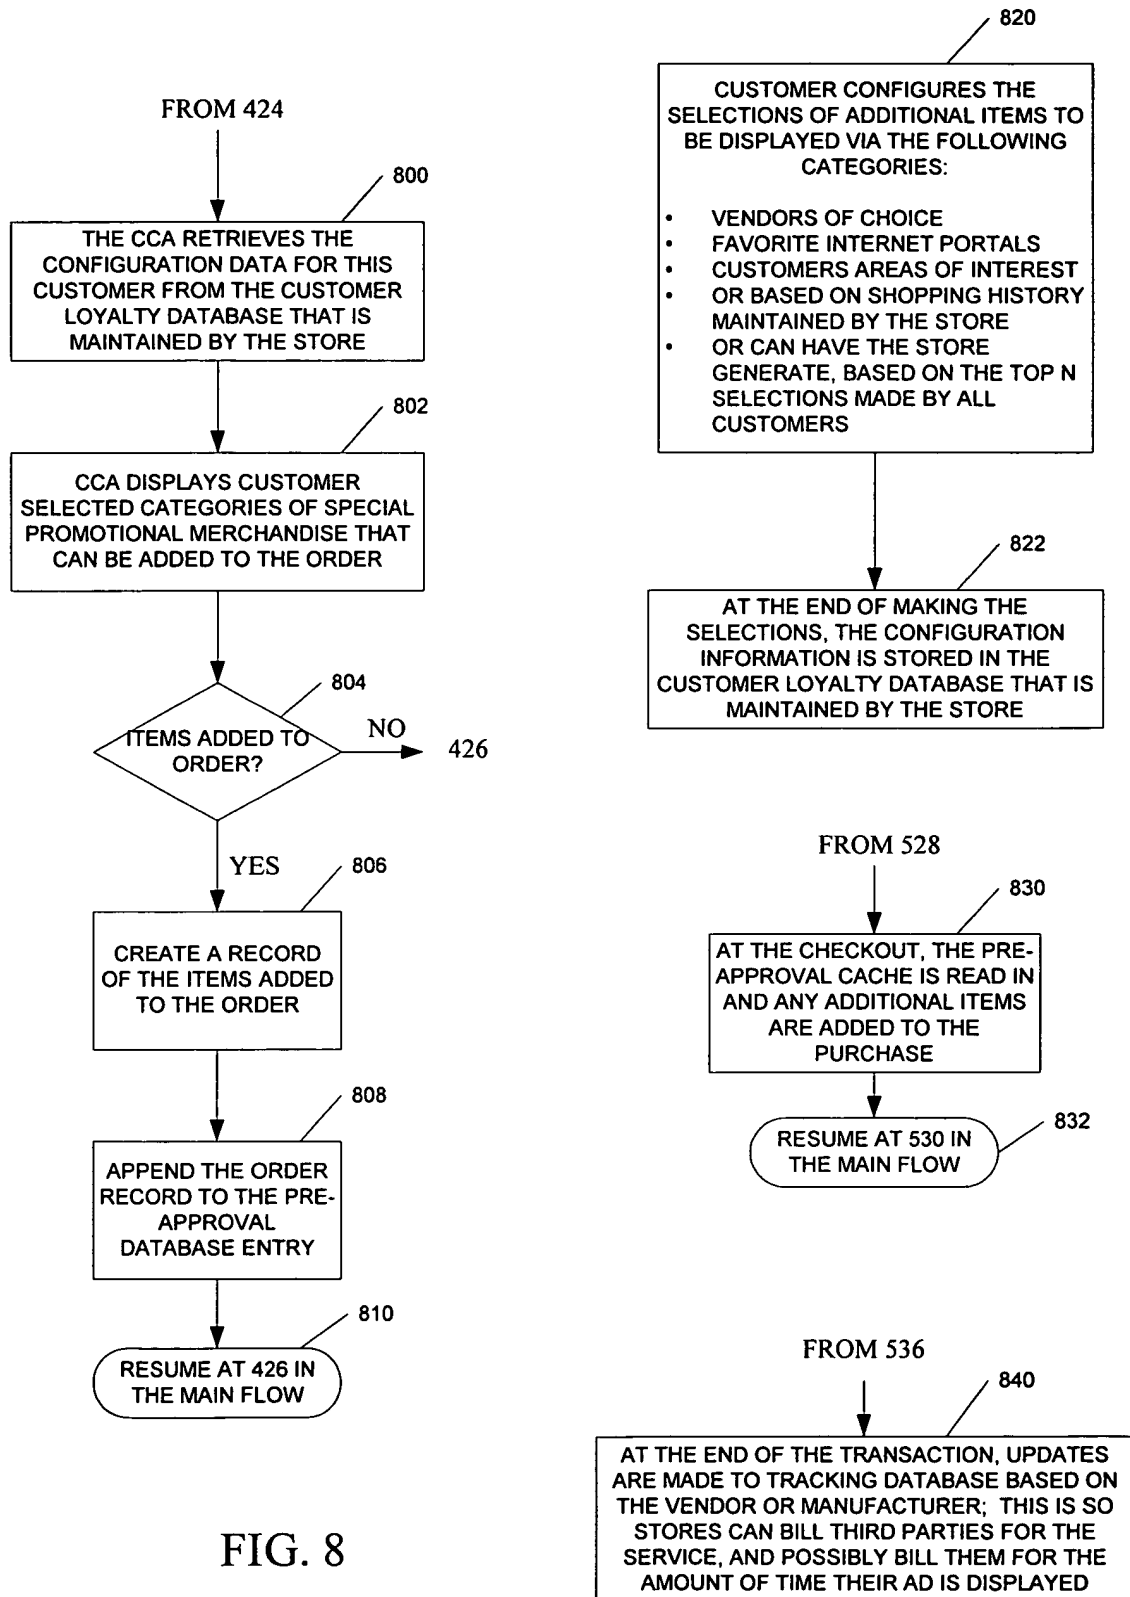 FROM 424
800
THE CCA RETRIEVES THE
CONFIGURATION DATA FOR THIS
CUSTOMER FROM THE CUSTOMER
LOYALTY DATABASE THAT IS
MAINTAINED BY THE STORE
802
CCA DISPLAYS CUSTOMER
SELECTED CATEGORIES OF SPECIAL
PROMOTIONAL MERCHANDISE THAT
CAN BE ADDED TO THE ORDER
804
ITEMS ADDED TO
ORDER?
NO
426
YES
806
CREATE A RECORD
OF THE ITEMS ADDED
TO THE ORDER
808
APPEND THE ORDER
RECORD TO THE PRE-
APPROVAL
DATABASE ENTRY
810
RESUME AT 426 IN
THE MAIN FLOW
FIG. 8
820
CUSTOMER CONFIGURES THE
SELECTIONS OF ADDITIONAL ITEMS TO
BE DISPLAYED VIA THE FOLLOWING
CATEGORIES:
• VENDORS OF CHOICE
• FAVORITE INTERNET PORTALS
• CUSTOMERS AREAS OF INTEREST
• OR BASED ON SHOPPING HISTORY
MAINTAINED BY THE STORE
• OR CAN HAVE THE STORE
GENERATE, BASED ON THE TOP N
SELECTIONS MADE BY ALL
CUSTOMERS
822
AT THE END OF MAKING THE
SELECTIONS, THE CONFIGURATION
INFORMATION IS STORED IN THE
CUSTOMER LOYALTY DATABASE THAT IS
MAINTAINED BY THE STORE
FROM 528
830
AT THE CHECKOUT, THE PRE-
APPROVAL CACHE IS READ IN
AND ANY ADDITIONAL ITEMS
ARE ADDED TO THE
PURCHASE
832
RESUME AT 530 IN
THE MAIN FLOW
FROM 536
840
AT THE END OF THE TRANSACTION, UPDATES
ARE MADE TO TRACKING DATABASE BASED ON
THE VENDOR OR MANUFACTURER; THIS IS SO
STORES CAN BILL THIRD PARTIES FOR THE
SERVICE, AND POSSIBLY BILL THEM FOR THE
AMOUNT OF TIME THEIR AD IS DISPLAYED